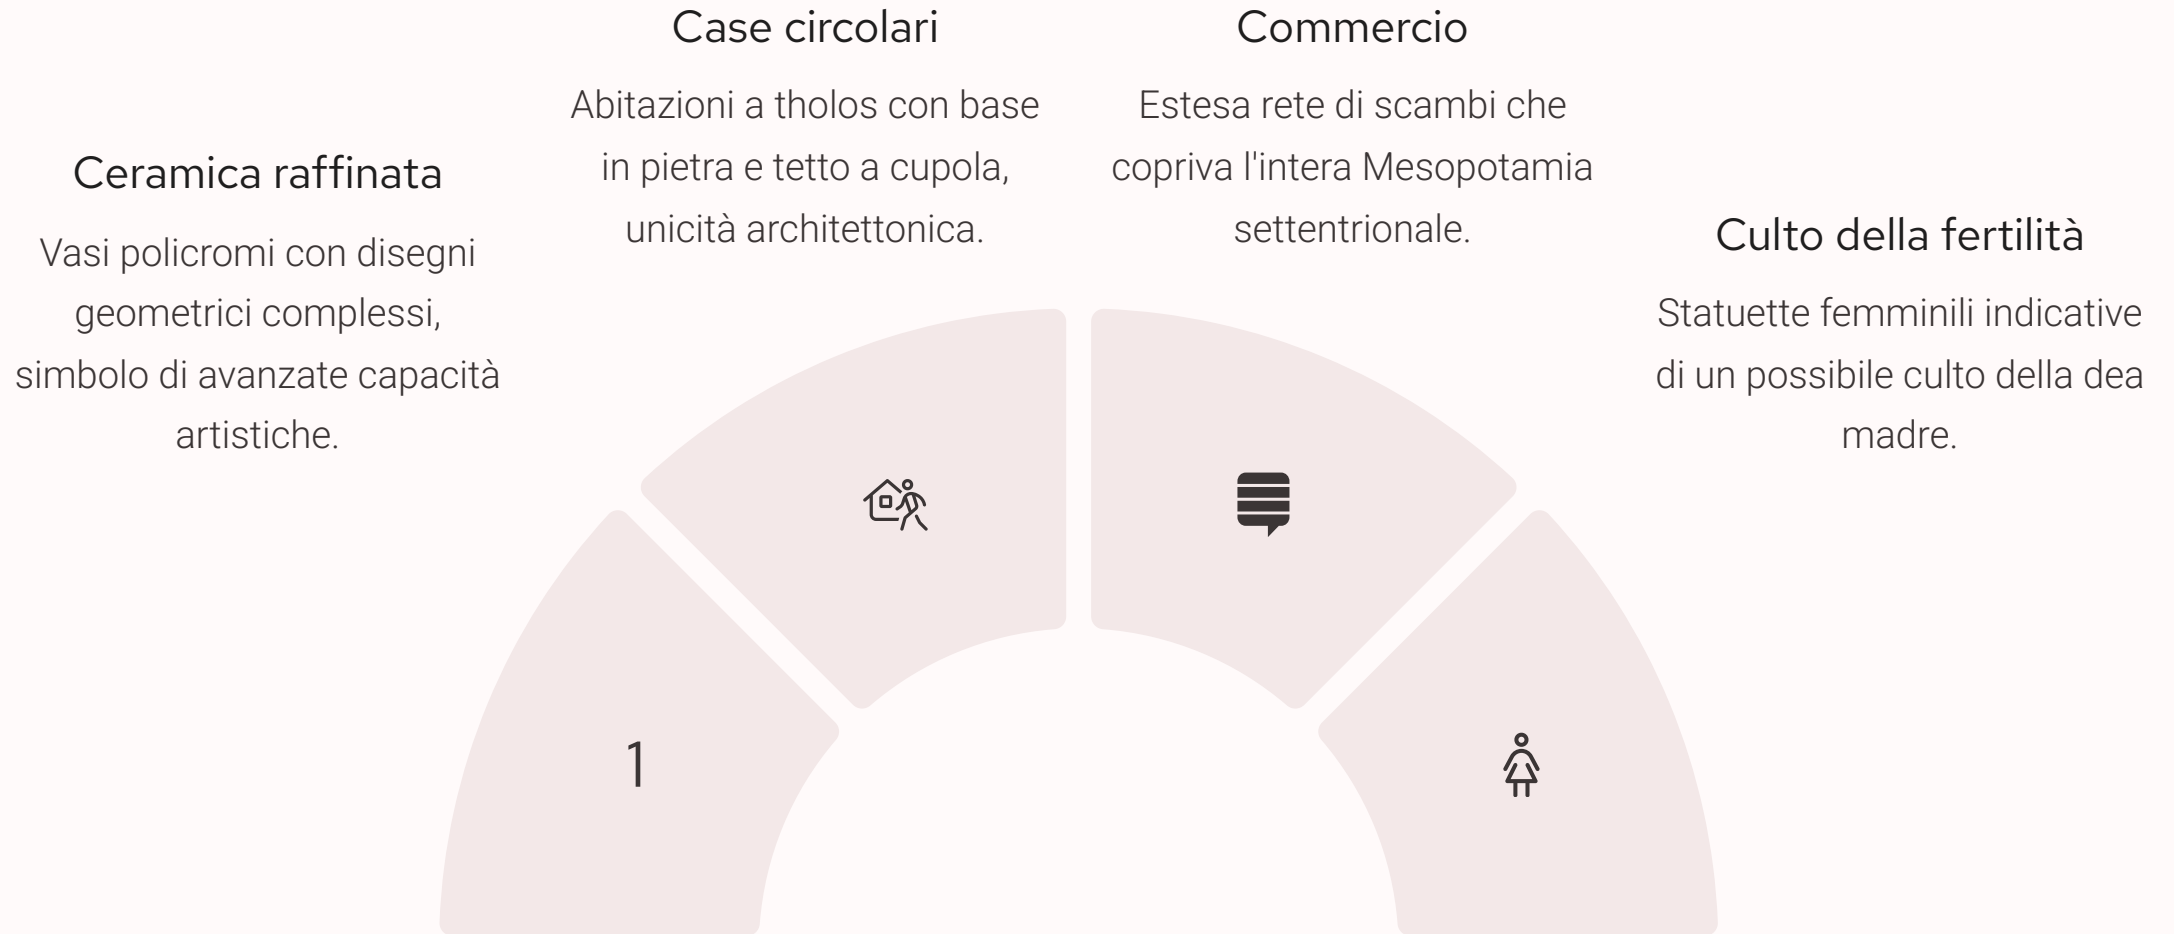 Case circolari
Abitazioni a tholos con base
in pietra e tetto a cupola,
unicità architettonica.
Commercio
Estesa rete di scambi che
copriva l'intera Mesopotamia
settentrionale.
Ceramica raffinata
Vasi policromi con disegni
geometrici complessi,
simbolo di avanzate capacità
artistiche.
Culto della fertilità
Statuette femminili indicative
di un possibile culto della dea
madre.
1